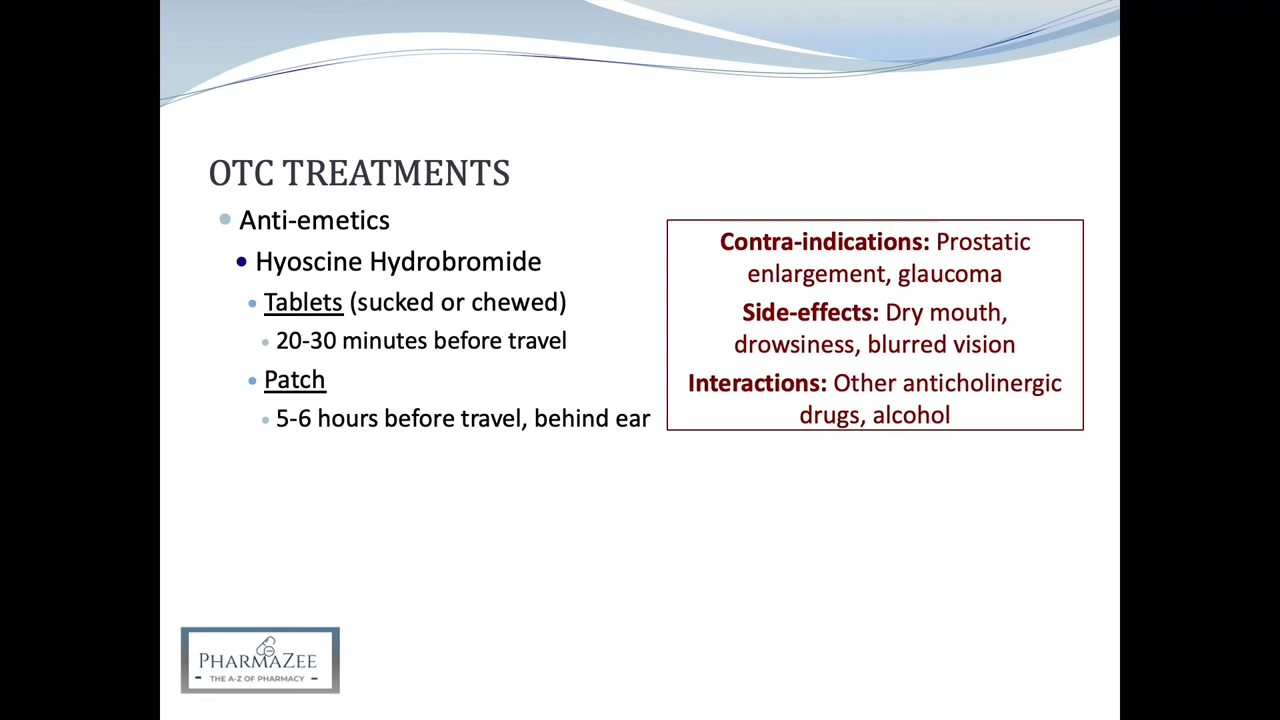 OTC TREATMENTS
Anti-emetics
Hyoscine Hydrobromide
Tablets (sucked or chewed)
20-30 minutes before travel
Patch
5-6 hours before travel, behind ear
Contra-indications: Prostatic
enlargement, glaucoma
Side-effects: Dry mouth,
drowsiness, blurred vision
Interactions: Other anticholinergic
drugs, alcohol
PHARMAZEE
THE A-Z OF PHARMACY